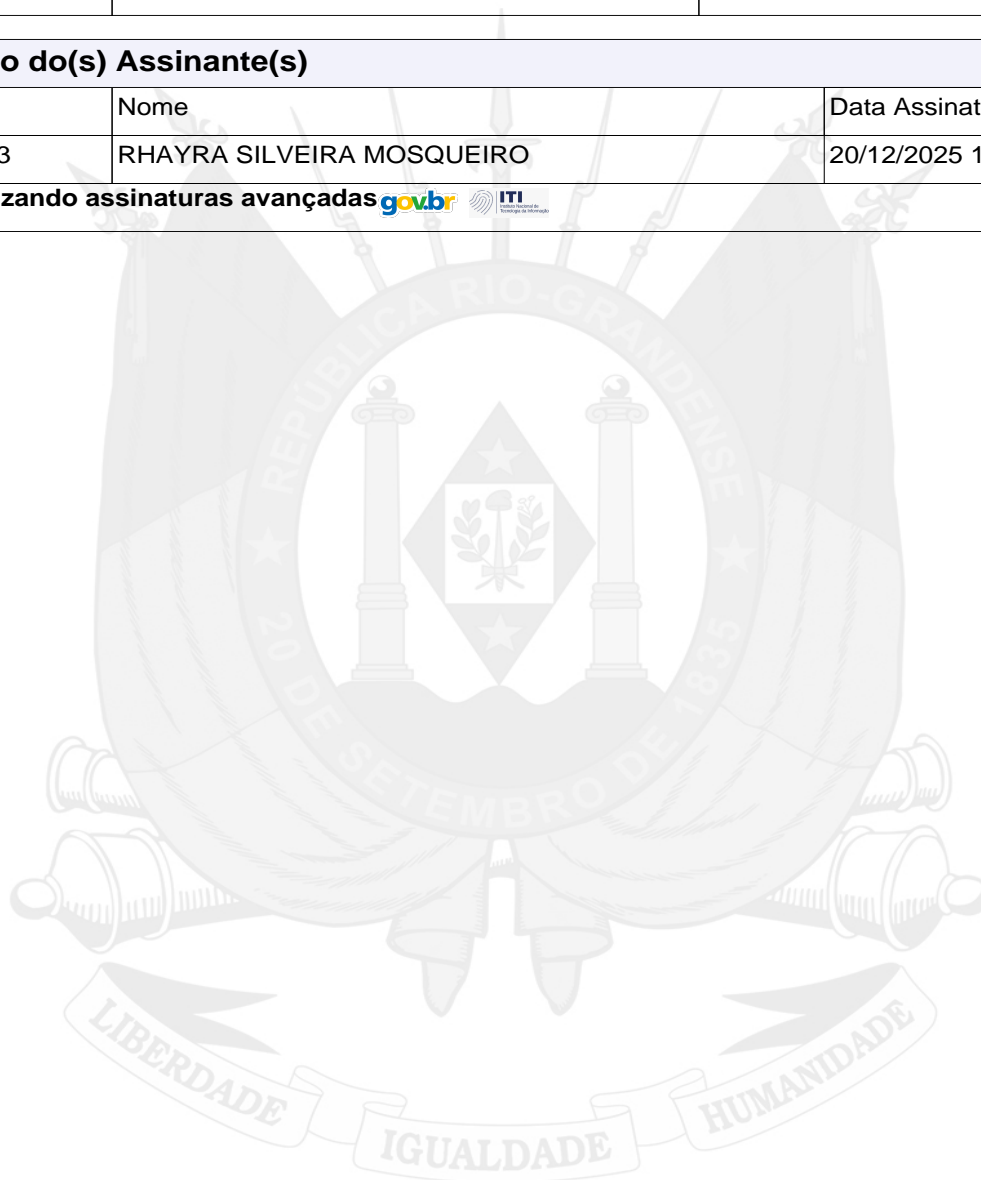 o do(s) Assinante(s)
Nome Data Assinat
3 RHAYRA SILVEIRA MOSQUEIRO 20/12/2025 1
zando assinaturas avançadas gov.br ITI
REPÚBLICA RIO-GRANDENSE
20 DE SETEMBRO DE 1835
LIBERDADE IGUALDADE HUMANIDADE